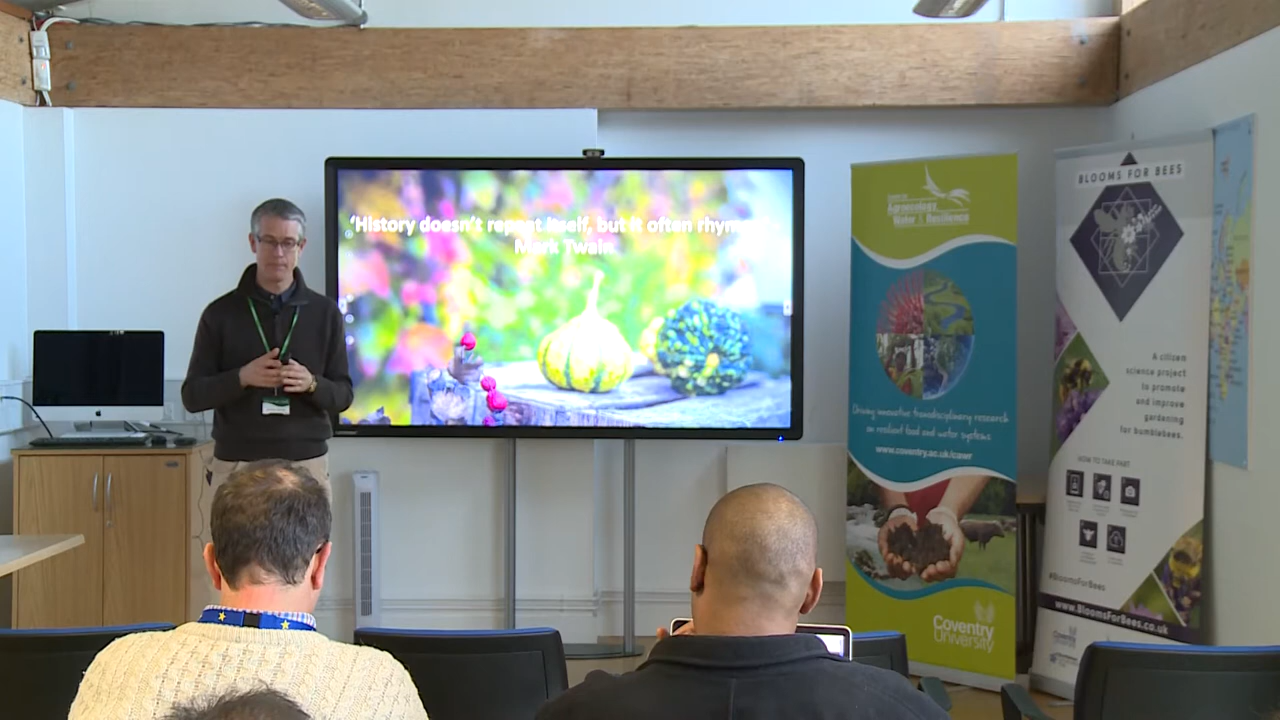 'History doesn't repeat itself, but it often
Mark Twain
Agroecology
Water & Resilience
Driving innovative transdisciplinary research
on resilient food and water systems
www.coventry.ac.uk/cawr
Coventry
University
BLOOMS FOR BEES
A citizen
science project
to promote
and improve
gardening
for bumblebees.
HOW TO TAKE PART
#BloomsForBees
www.BloomsForBees.co.uk